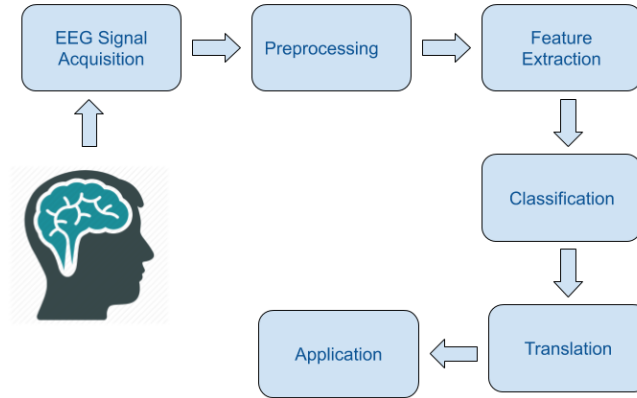 EEG Signal
Acquisition
Preprocessing
Feature
Extraction
Classification
Translation
Application